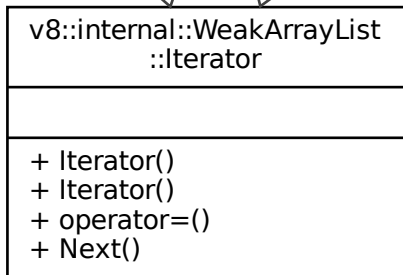 v8::internal::WeakArrayList
::Iterator
+ Iterator()
+ Iterator()
+ operator=()
+ Next()